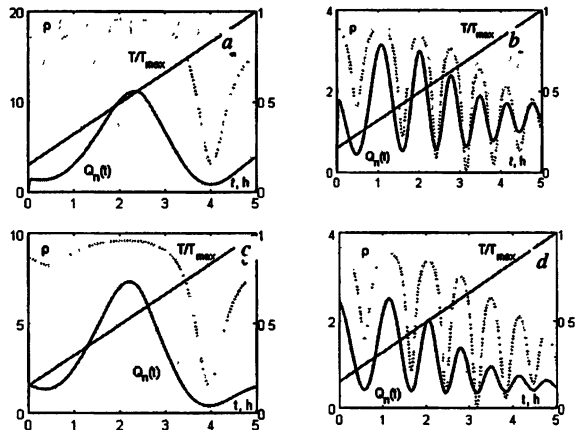 20 ρ T/Tmax a 1
10 0.5
Qn(t)
0 t, h 0
0 1 2 3 4 5
4 ρ T/Tmax b 1
2 0.5
Qn(t)
0 t, h 0
0 1 2 3 4 5
10 ρ T/Tmax c 1
5 0.5
Qn(t)
0 t, h 0
0 1 2 3 4 5
4 ρ T/Tmax d 1
2 0.5
Qn(t)
0 t, h 0
0 1 2 3 4 5